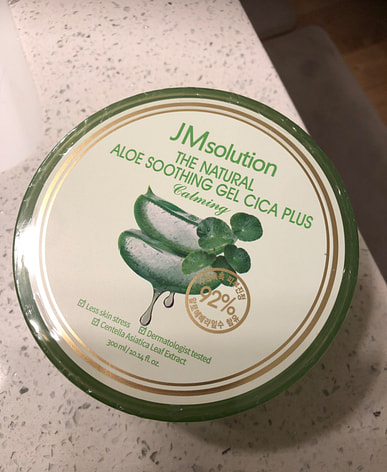 JMsolution
THE NATURAL
ALOE SOOTHING GEL CICA PLUS
Calming
92%
Less skin stress
Dermatologist tested
Centella Asiatica Leaf Extract
300 ml / 10.14 fl. oz.